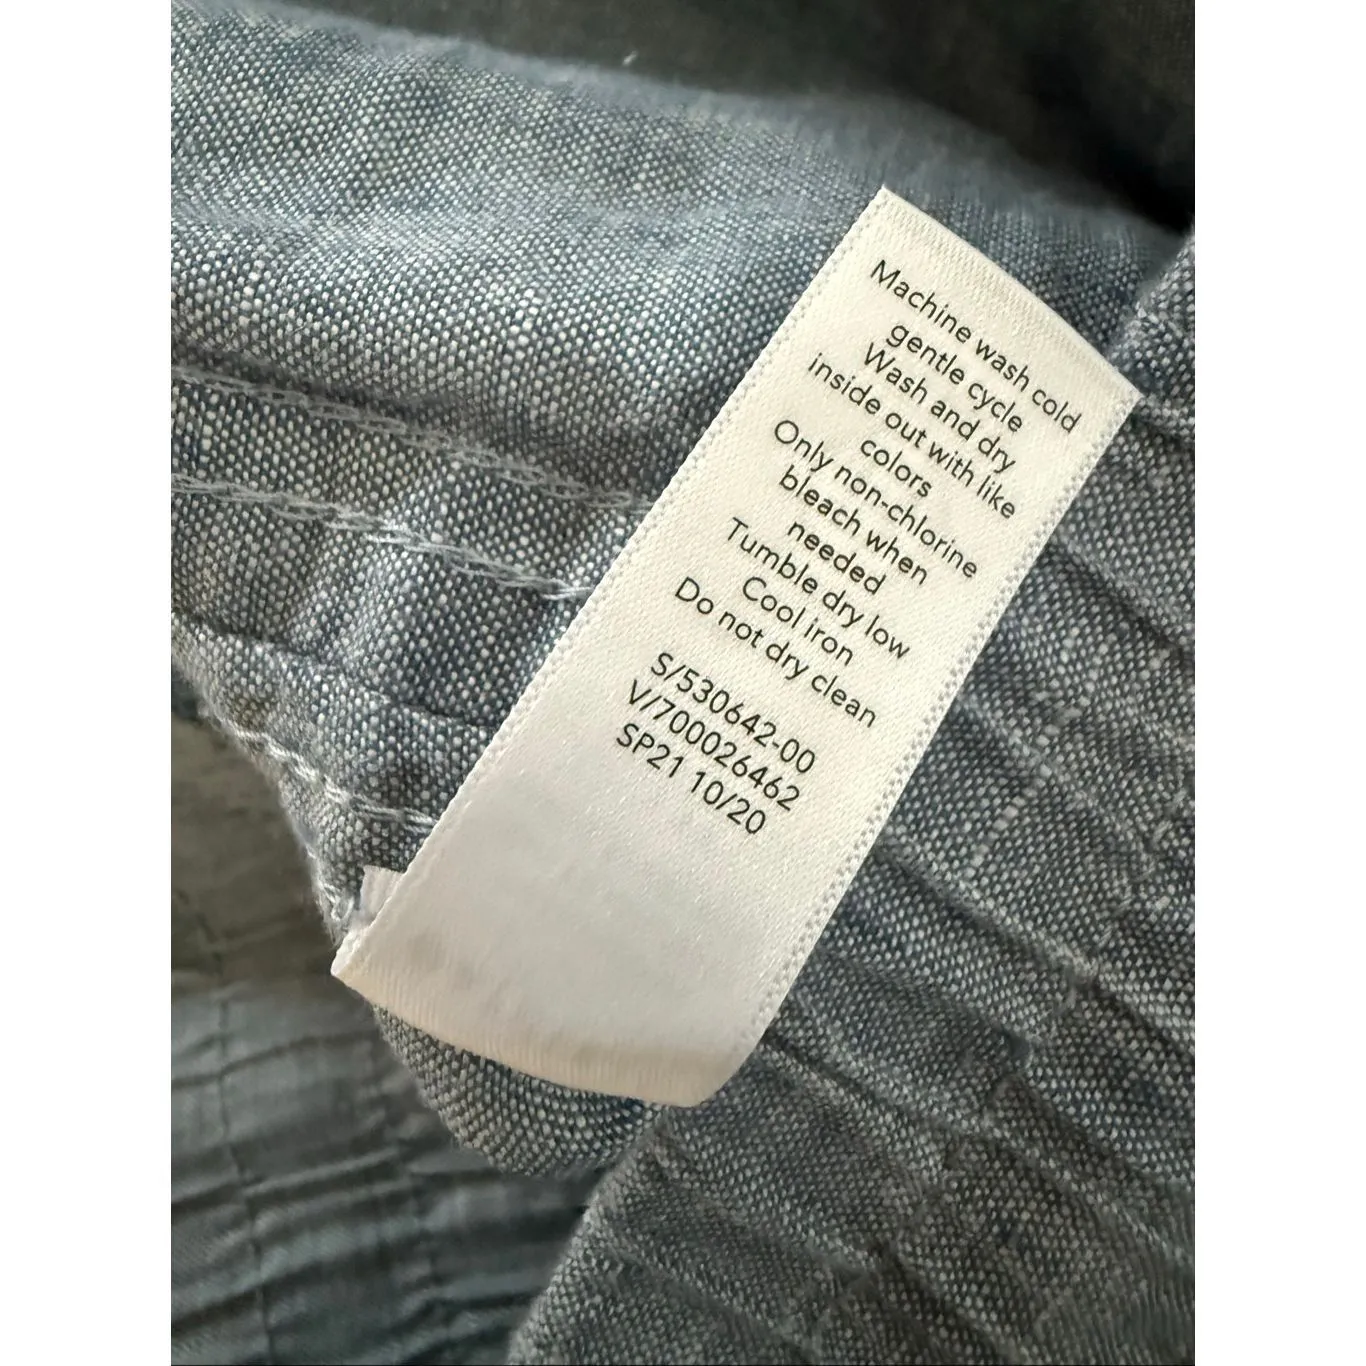 Machine wash cold
gentle cycle
Wash and dry
inside out with like
colors
Only non-chlorine
bleach when
needed
Tumble dry low
Cool iron
Do not dry clean
S/530642-00
V/700026462
SP21 10/20